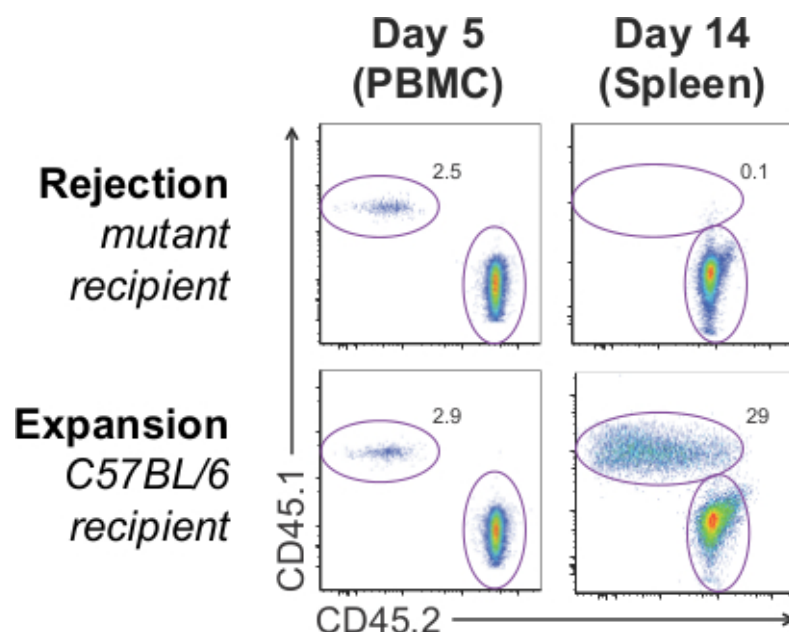 Day 5
(PBMC)
Day 14
(Spleen)
Rejection
mutant
recipient
2.5
0.1
Expansion
C57BL/6
recipient
2.9
29
CD45.1
CD45.2